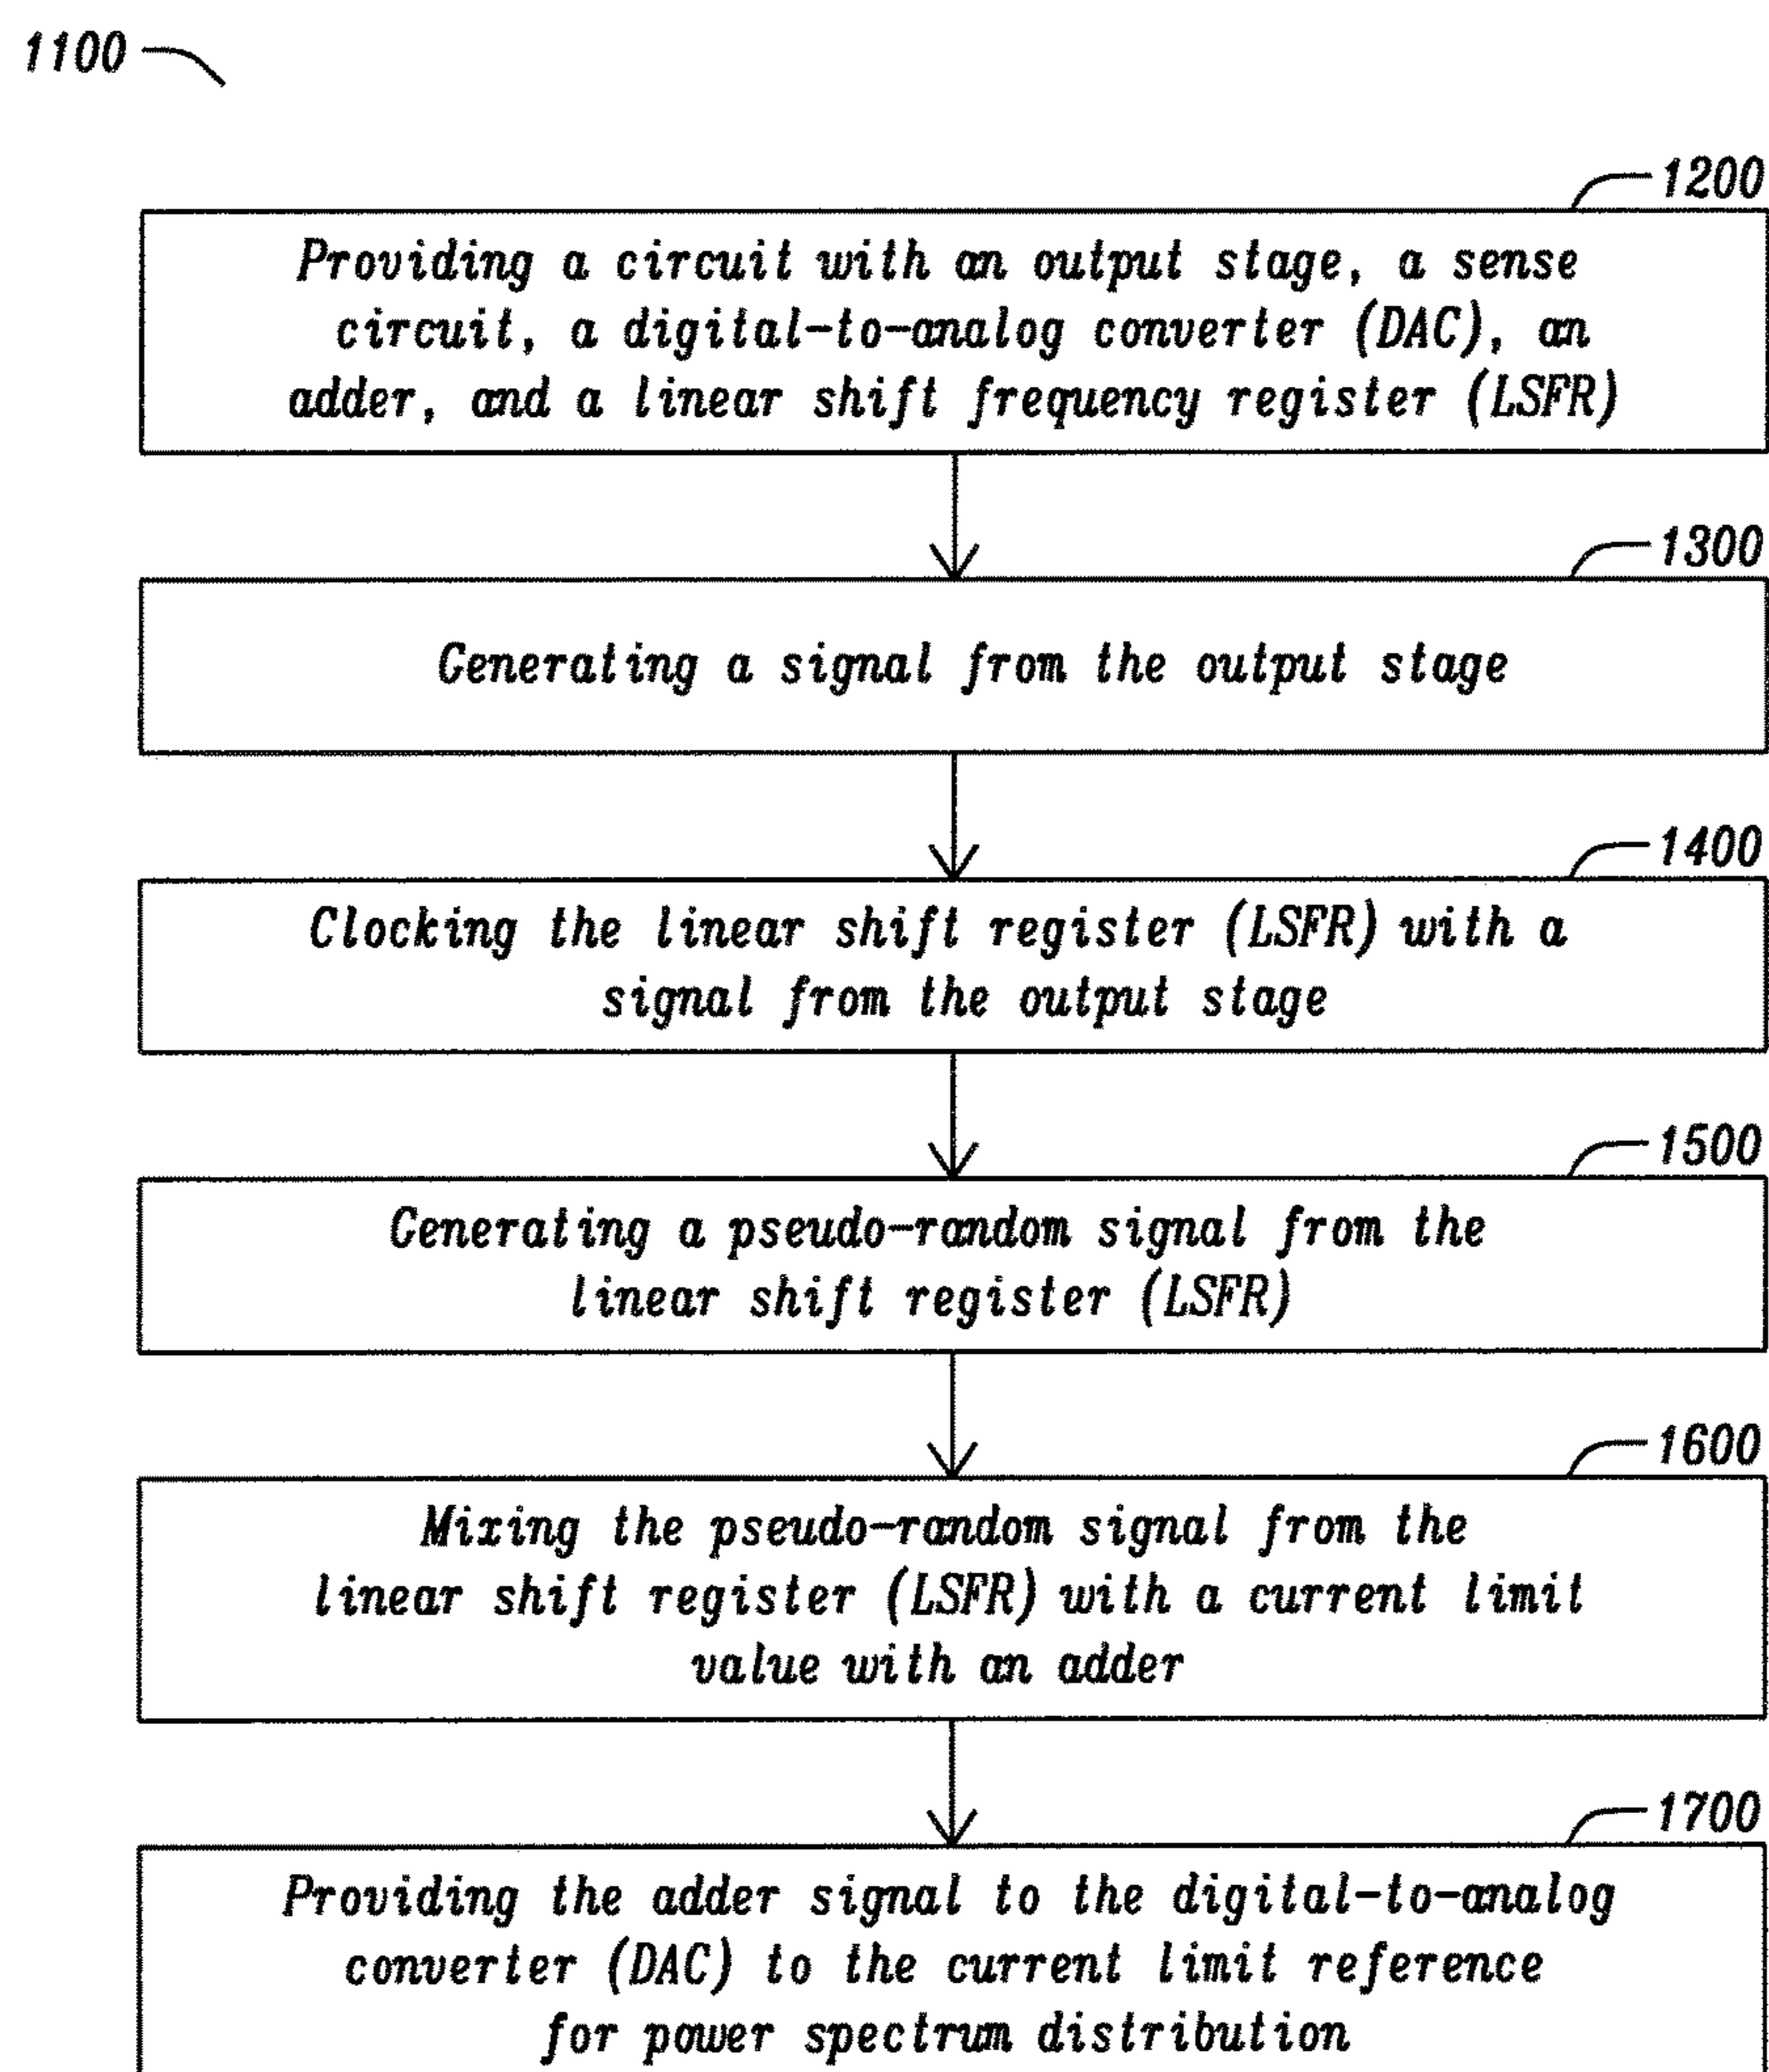 1100
1200
Providing a circuit with an output stage, a sense
circuit, a digital-to-analog converter (DAC), an
adder, and a linear shift frequency register (LSFR)
1300
Generating a signal from the output stage
1400
Clocking the linear shift register (LSFR) with a
signal from the output stage
1500
Generating a pseudo-random signal from the
linear shift register (LSFR)
1600
Mixing the pseudo-random signal from the
linear shift register (LSFR) with a current limit
value with an adder
1700
Providing the adder signal to the digital-to-analog
converter (DAC) to the current limit reference
for power spectrum distribution